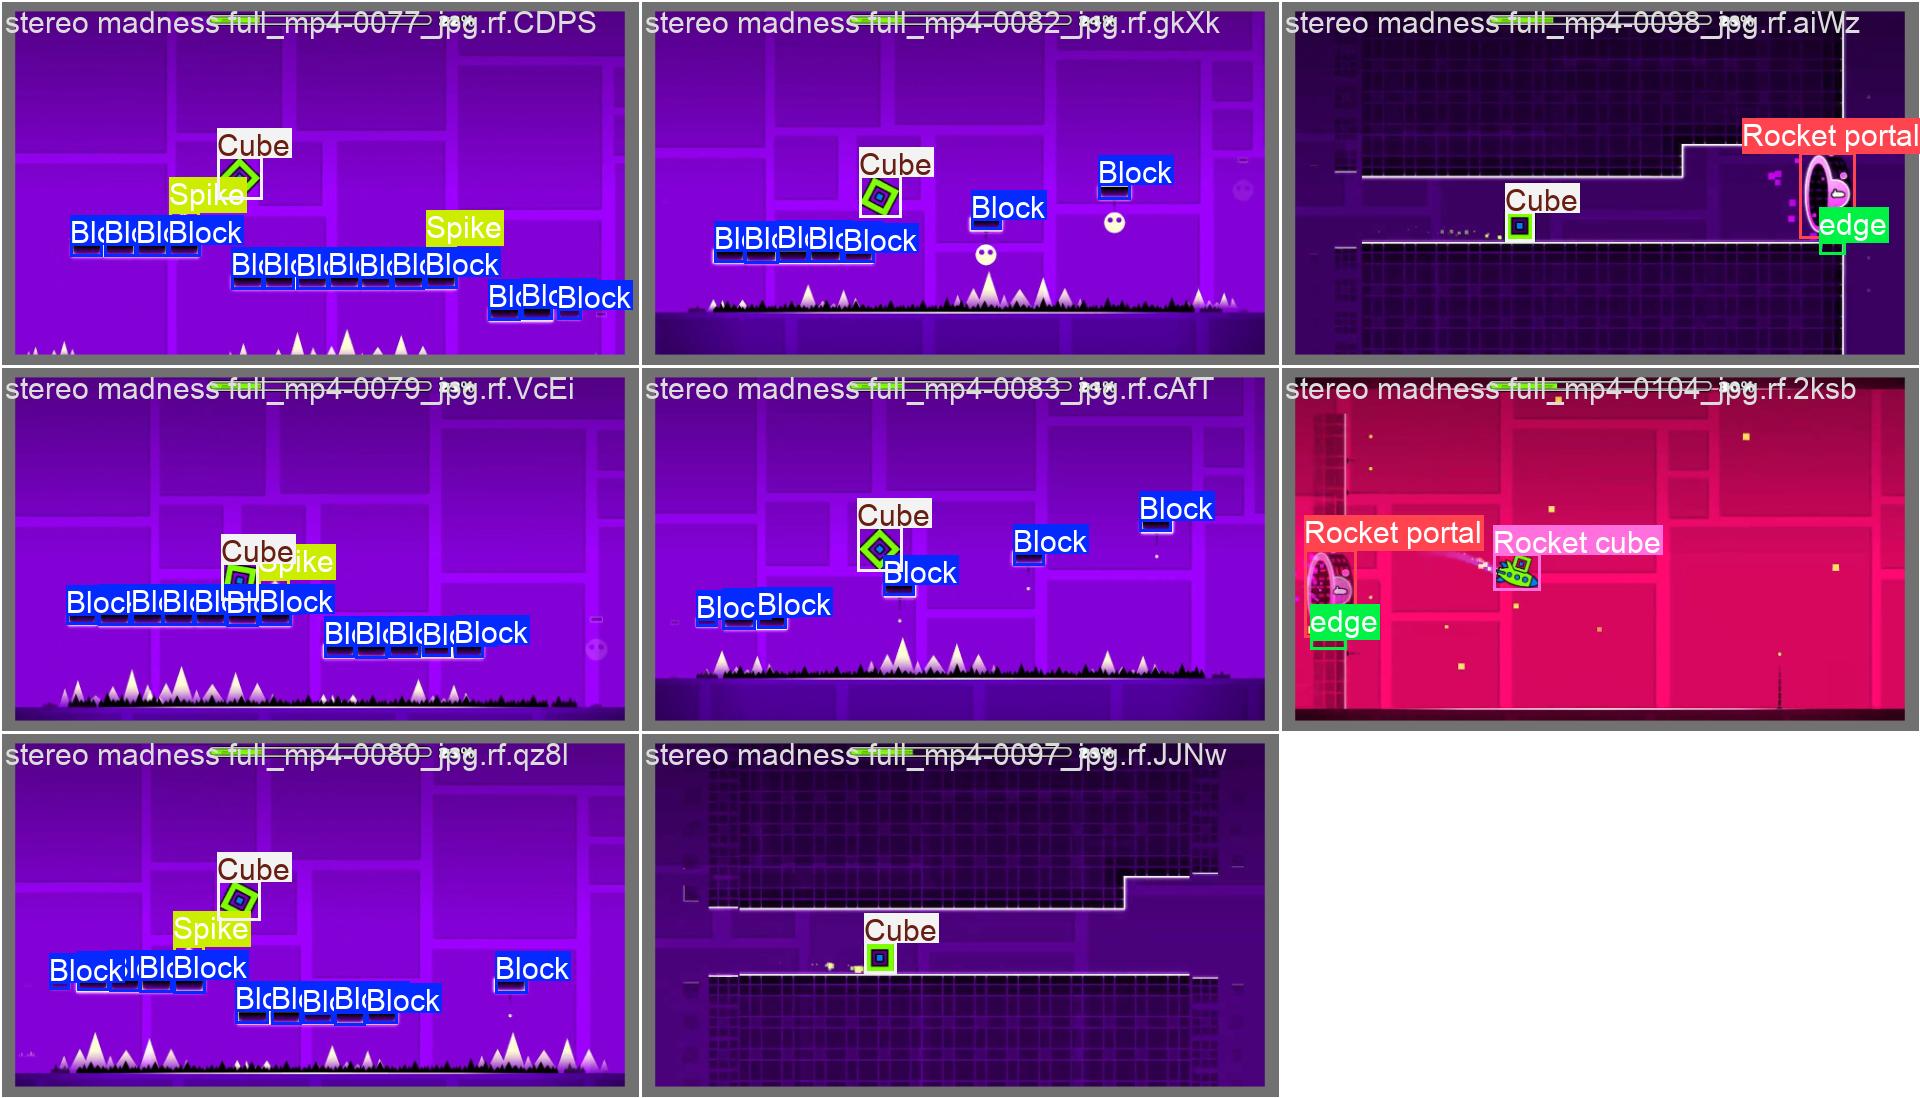 stereo madness full_mp4-0077_jpg.rf.CDPS
Cube
Spike
Block
Spike
Block
Block
stereo madness full_mp4-0082_jpg.rf.gkXk
Cube
Block
Block
Block
stereo madness full_mp4-0098_jpg.rf.aiWz
Rocket portal
Cube
edge
stereo madness full_mp4-0079_jpg.rf.VcEi
Cube
Block
Block
stereo madness full_mp4-0083_jpg.rf.cAfT
Cube
Block
Block
Block
Block
stereo madness full_mp4-0104_jpg.rf.2ksb
Rocket portal
Rocket cube
edge
stereo madness full_mp4-0080_jpg.rf.qz8I
Cube
Spike
Block Block
Block
Block
stereo madness full_mp4-0097_jpg.rf.JJNw
Cube